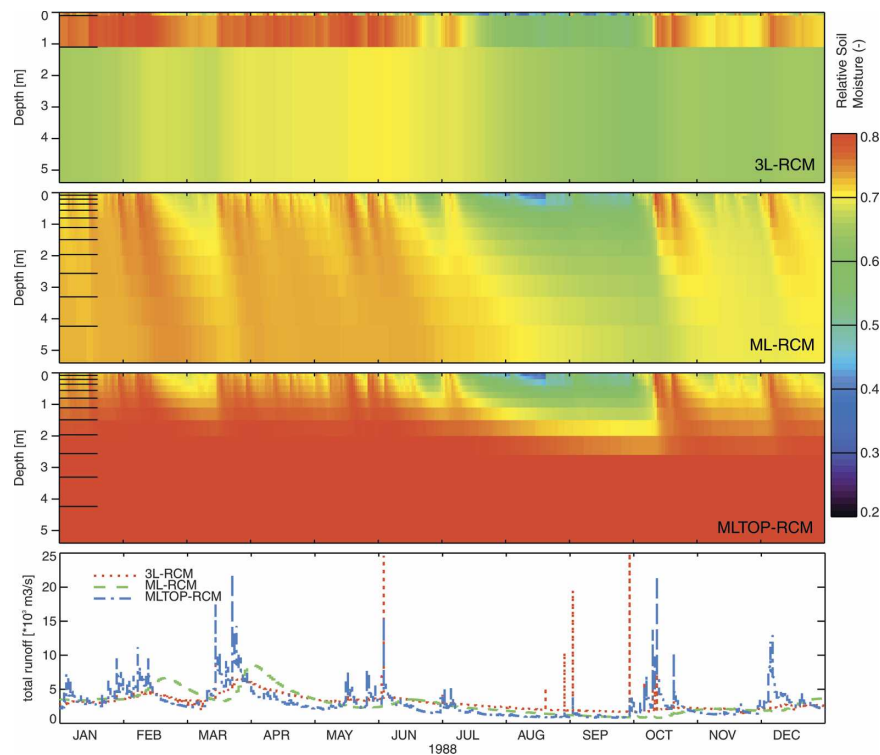 Relative Soil
Moisture (-)
0
1
2
3
4
5
Depth [m]
3L-RCM
0
1
2
3
4
5
Depth [m]
ML-RCM
0
1
2
3
4
5
Depth [m]
MLTOP-RCM
0.8
0.7
0.6
0.5
0.4
0.3
0.2
25
20
15
10
5
0
total runoff [*10³ m3/s]
3L-RCM
ML-RCM
MLTOP-RCM
JAN FEB MAR APR MAY JUN JUL AUG SEP OCT NOV DEC
1988